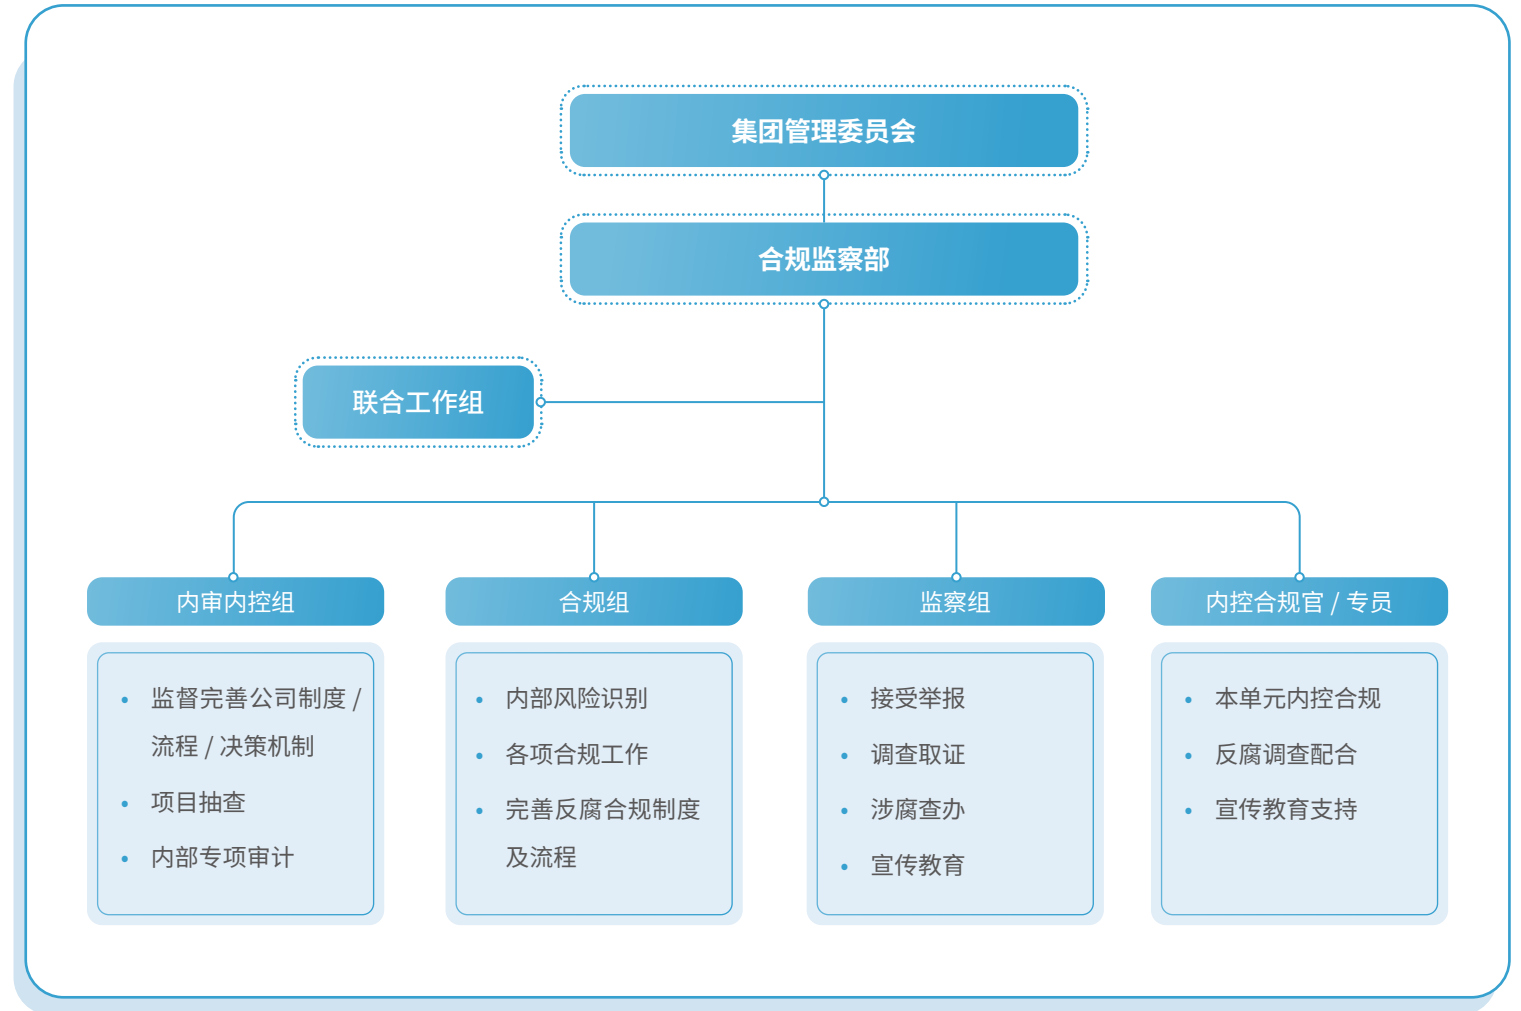 集团管理委员会
合规监察部
联合工作组
内审内控组
• 监督完善公司制度 /
流程 / 决策机制
• 项目抽查
• 内部专项审计
合规组
• 内部风险识别
• 各项合规工作
• 完善反腐合规制度
及流程
监察组
• 接受举报
• 调查取证
• 涉腐查办
• 宣传教育
内控合规官 / 专员
• 本单元内控合规
• 反腐调查配合
• 宣传教育支持